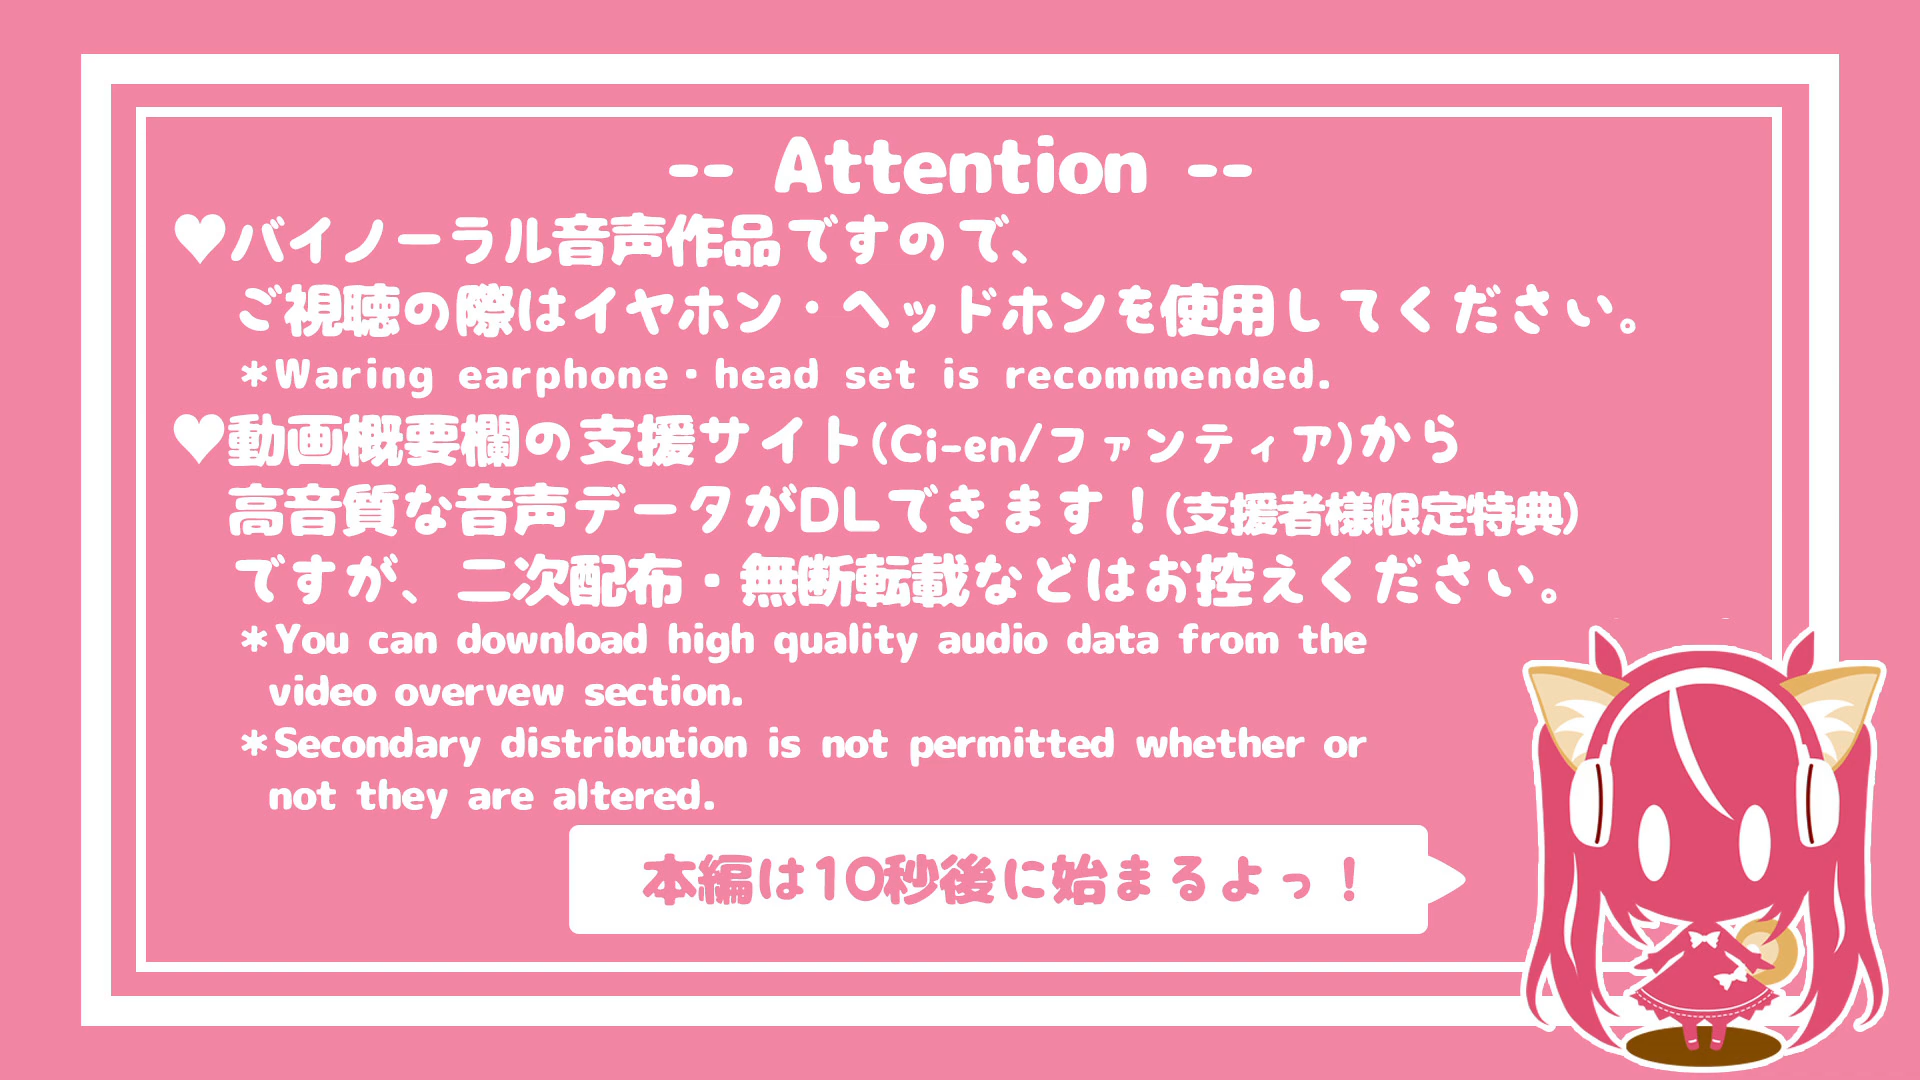 -- Attention --
♥バイノーラル音声作品ですので、
ご視聴の際はイヤホン・ヘッドホンを使用してください。
＊Waring earphone・head set is recommended.
♥動画概要欄の支援サイト(Ci-en/ファンティア)から
高音質な音声データがDLできます！(支援者様限定特典)
ですが、二次配布・無断転載などはお控えください。
＊You can download high quality audio data from the
video overvew section.
＊Secondary distribution is not permitted whether or
not they are altered.
本編は10秒後に始まるよっ！